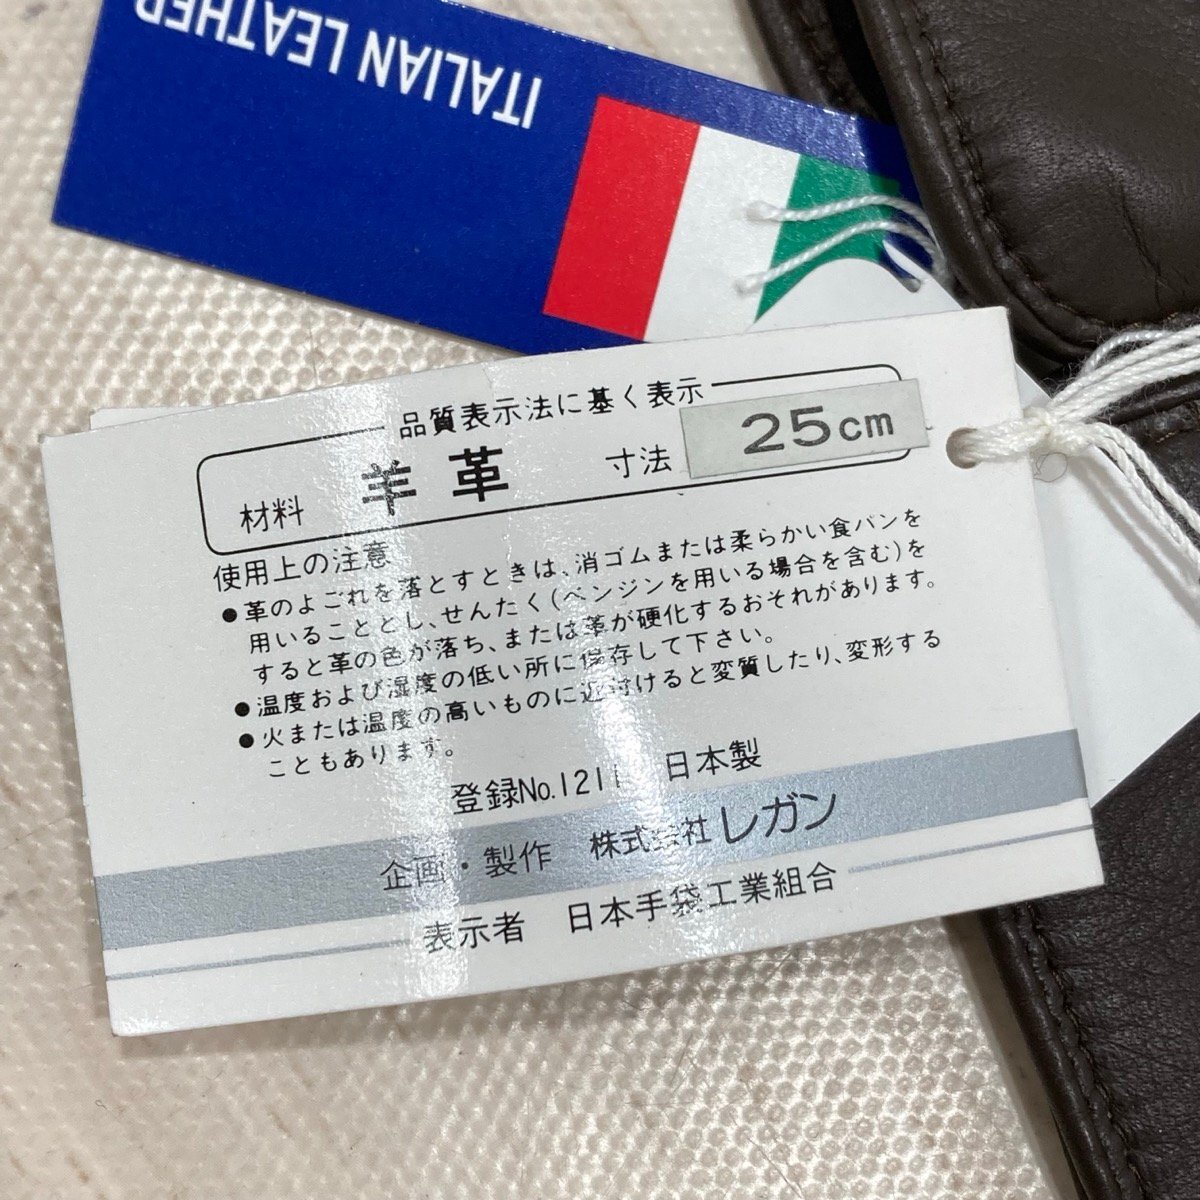 ITALIAN LEATHER
品質表示法に基く表示
材料 羊革 寸法 25cm
使用上の注意
●革のよごれを落とすときは、消ゴムまたは柔らかい食パンを
用いることとし、せんたく(ベンジンを用いる場合を含む)を
すると革の色が落ち、または革が硬化するおそれがあります。
●温度および湿度の低い所に保存して下さい。
●火または温度の高いものに近付けると変質したり、変形する
こともあります。
登録No.1211 日本製
企画・製作 株式会社レガン
表示者 日本手袋工業組合